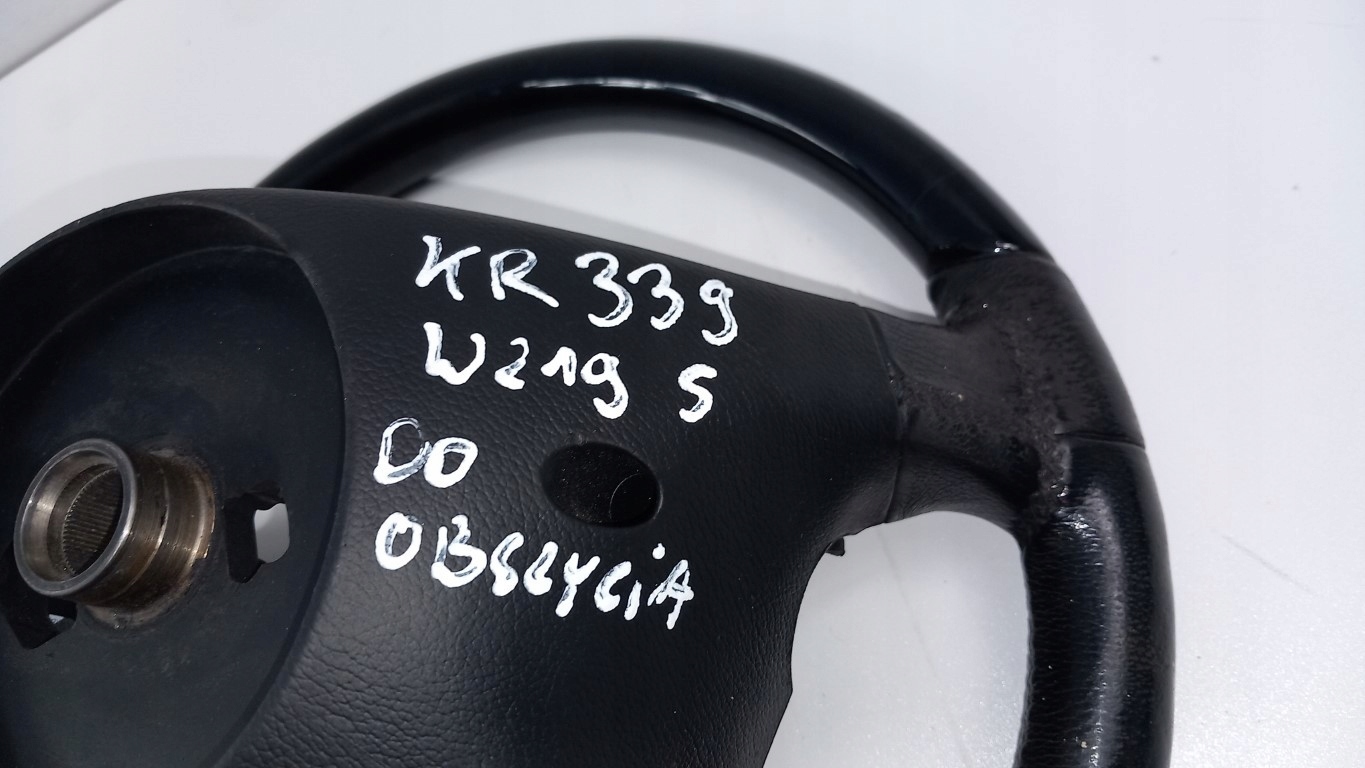 KR 339
W219 S
DO
OBSZYCIA